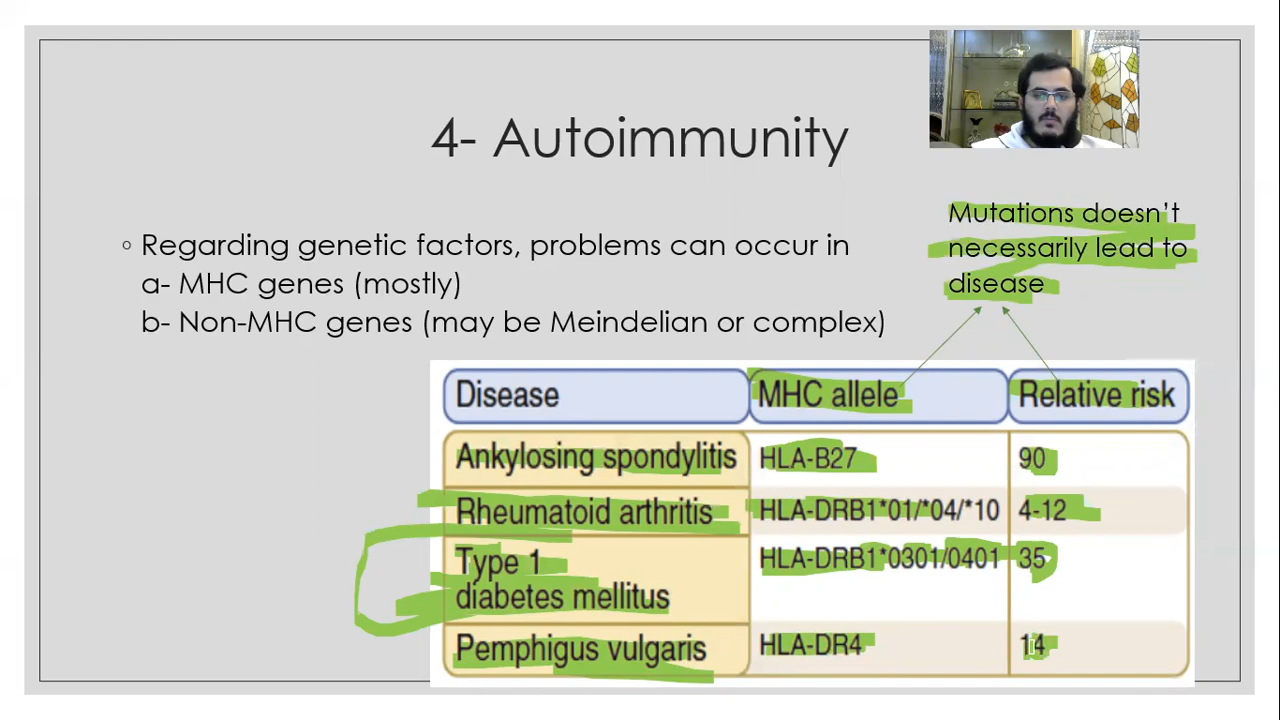 4- Autoimmunity
Mutations doesn't
necessarily lead to
disease
◦ Regarding genetic factors, problems can occur in
a- MHC genes (mostly)
b- Non-MHC genes (may be Meindelian or complex)
Disease MHC allele Relative risk
Ankylosing spondylitis HLA-B27 90
Rheumatoid arthritis HLA-DRB1*01/*04/*10 4-12
Type 1 HLA-DRB1*0301/0401 35
diabetes mellitus
Pemphigus vulgaris HLA-DR4 14